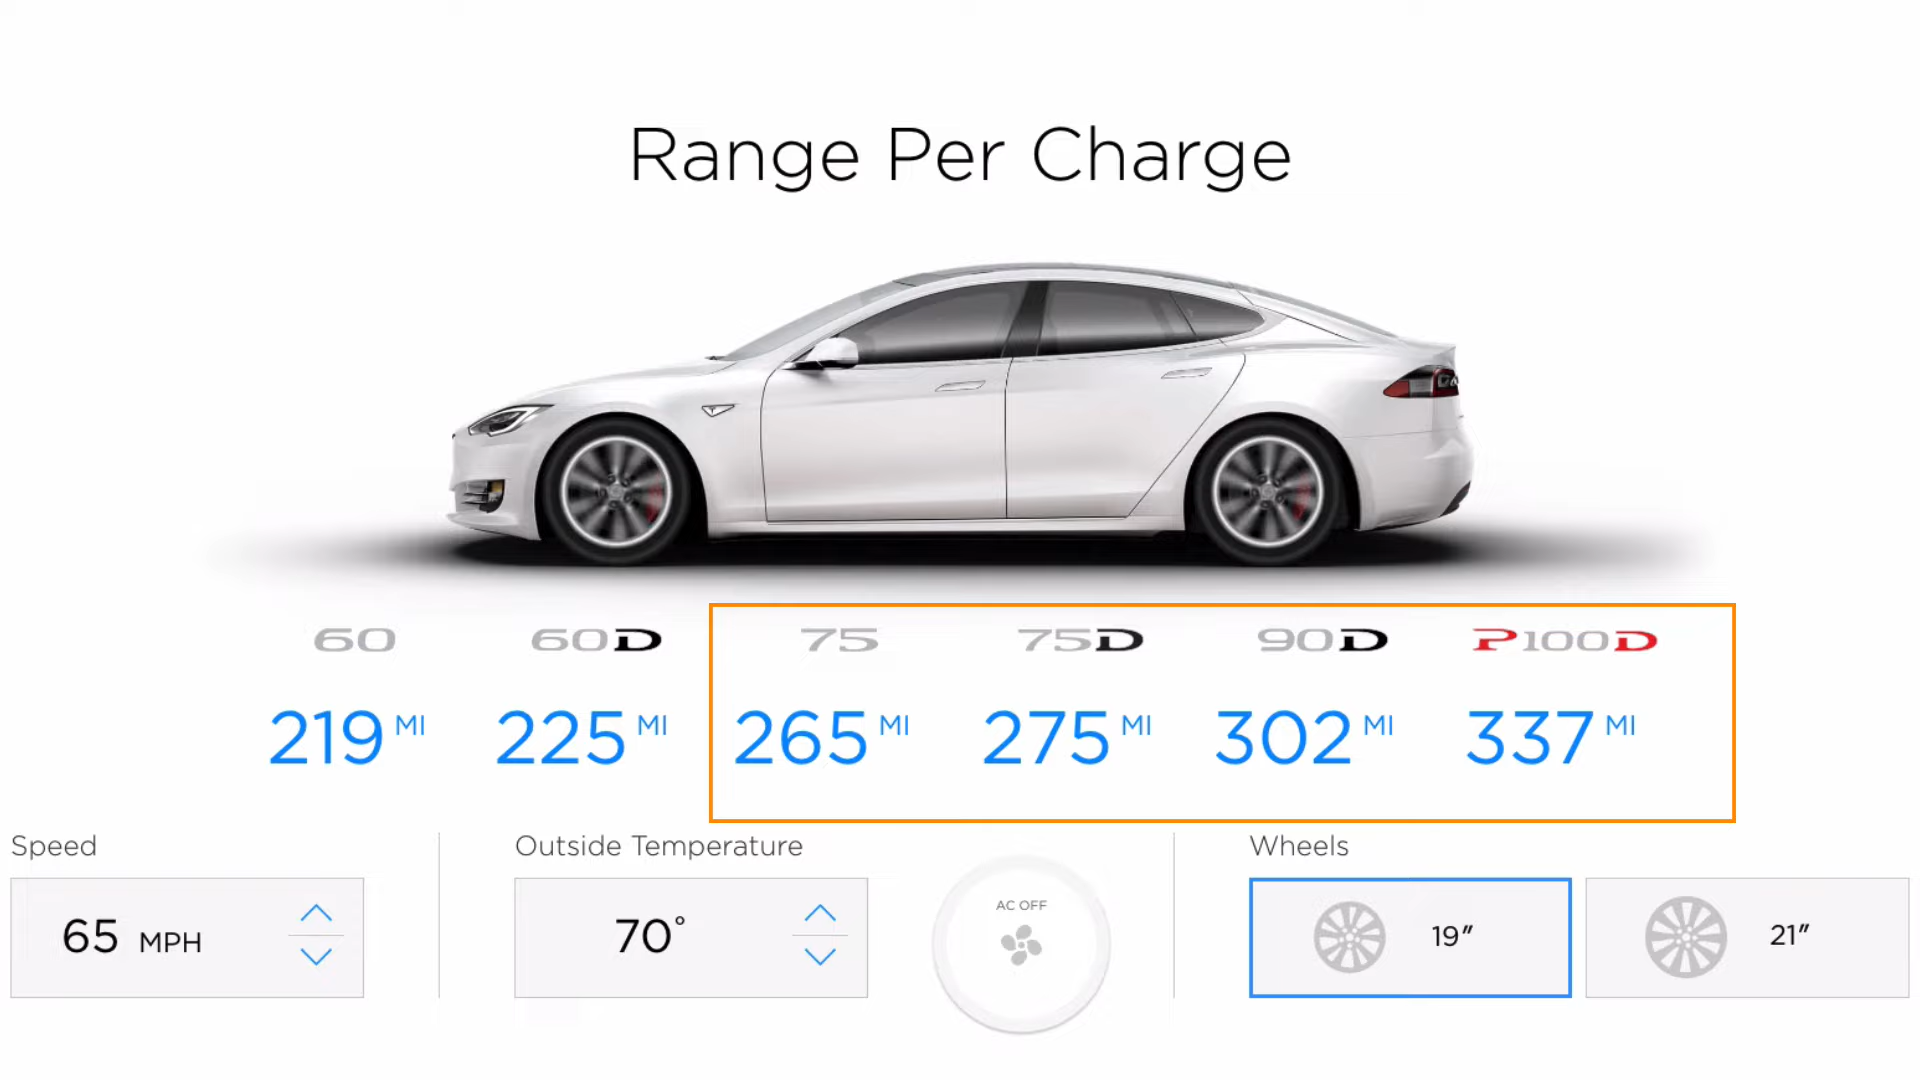 Range Per Charge
60 60D 75 75D 90D P100D
219 MI 225 MI 265 MI 275 MI 302 MI 337 MI
Speed Outside Temperature Wheels
AC OFF
65 MPH 70° 19″ 21″